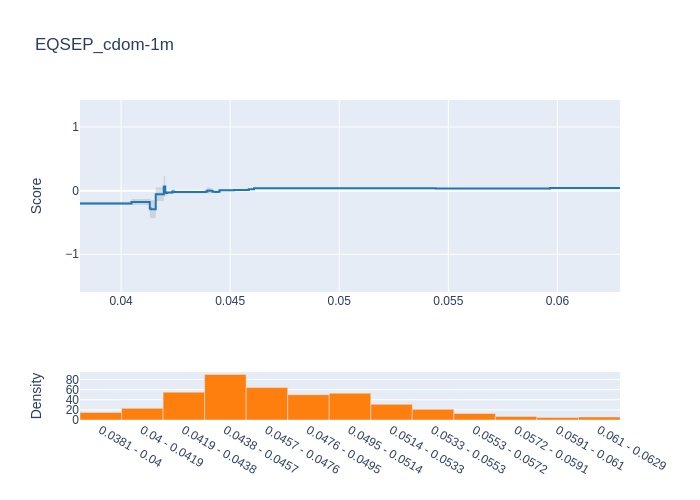 EQSEP_cdom-1m
Score
1
0
−1
0.04
0.045
0.05
0.055
0.06
Density
80
60
40
20
0
0.0381 - 0.04
0.04 - 0.0419
0.0419 - 0.0438
0.0438 - 0.0457
0.0457 - 0.0476
0.0476 - 0.0495
0.0495 - 0.0514
0.0514 - 0.0533
0.0533 - 0.0553
0.0553 - 0.0572
0.0572 - 0.0591
0.0591 - 0.061
0.061 - 0.0629